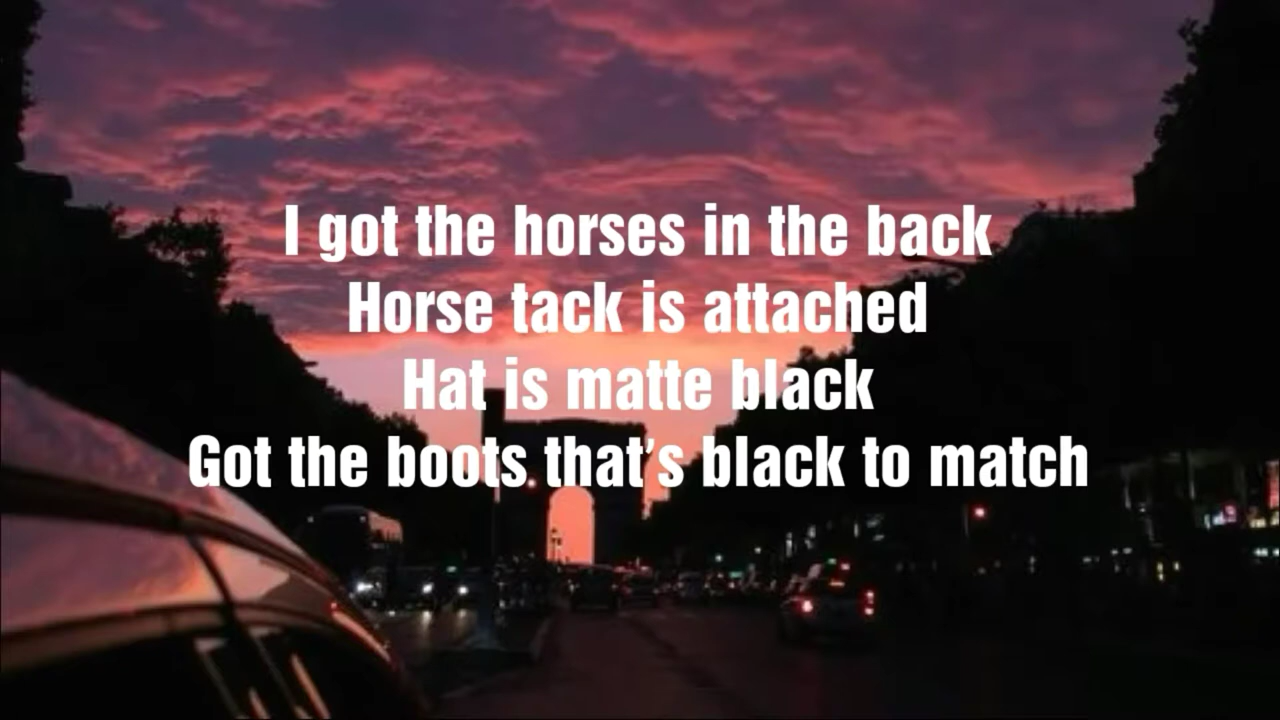 I got the horses in the back
Horse tack is attached
Hat is matte black
Got the boots that's black to match